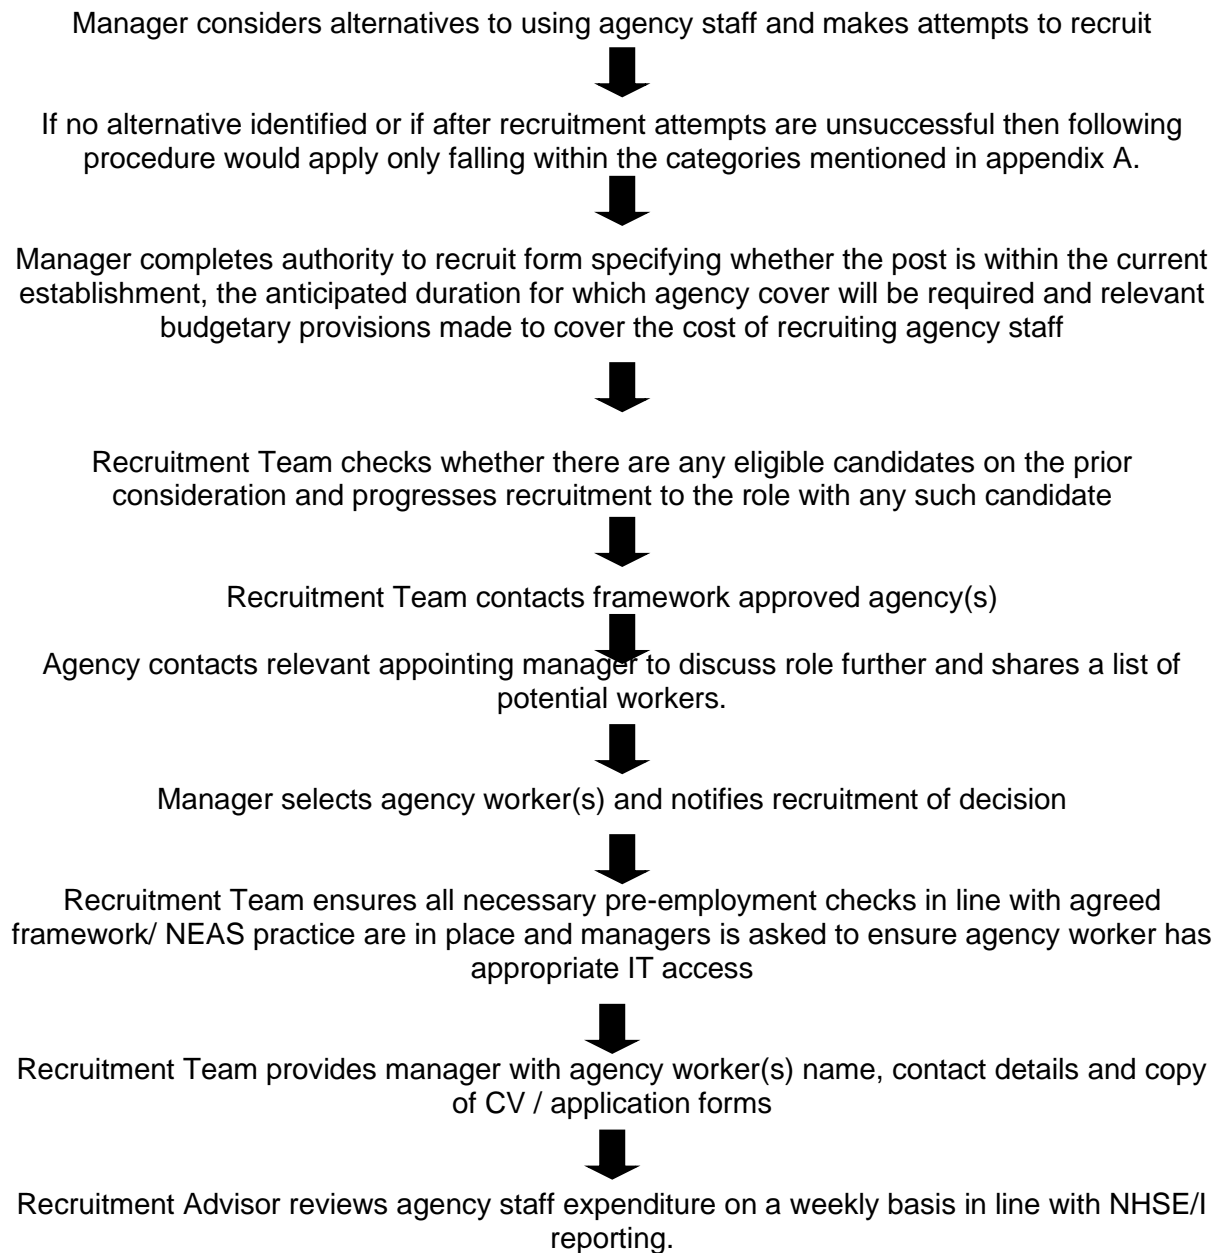 Manager considers alternatives to using agency staff and makes attempts to recruit
If no alternative identified or if after recruitment attempts are unsuccessful then following
procedure would apply only falling within the categories mentioned in appendix A.
Manager completes authority to recruit form specifying whether the post is within the current
establishment, the anticipated duration for which agency cover will be required and relevant
budgetary provisions made to cover the cost of recruiting agency staff
Recruitment Team checks whether there are any eligible candidates on the prior
consideration and progresses recruitment to the role with any such candidate
Recruitment Team contacts framework approved agency(s)
Agency contacts relevant appointing manager to discuss role further and shares a list of
potential workers.
Manager selects agency worker(s) and notifies recruitment of decision
Recruitment Team ensures all necessary pre-employment checks in line with agreed
framework/ NEAS practice are in place and managers is asked to ensure agency worker has
appropriate IT access
Recruitment Team provides manager with agency worker(s) name, contact details and copy
of CV / application forms
Recruitment Advisor reviews agency staff expenditure on a weekly basis in line with NHSE/I
reporting.